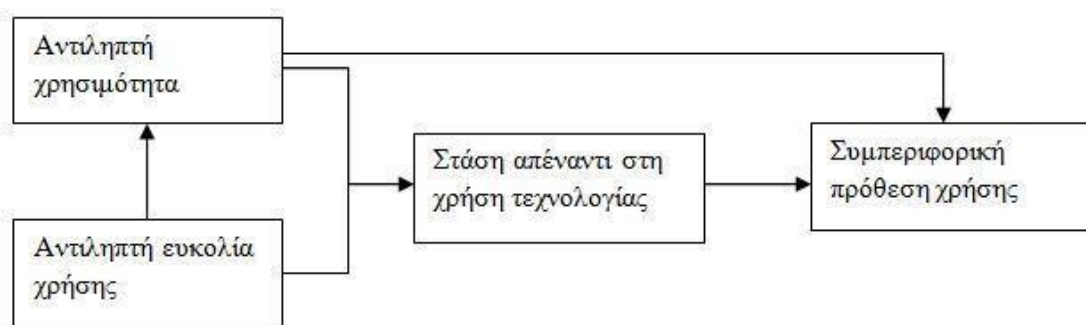 Αντιληπτή
χρησιμότητα
Στάση απέναντι στη
χρήση τεχνολογίας
Συμπεριφορική
πρόθεση χρήσης
Αντιληπτή ευκολία
χρήσης